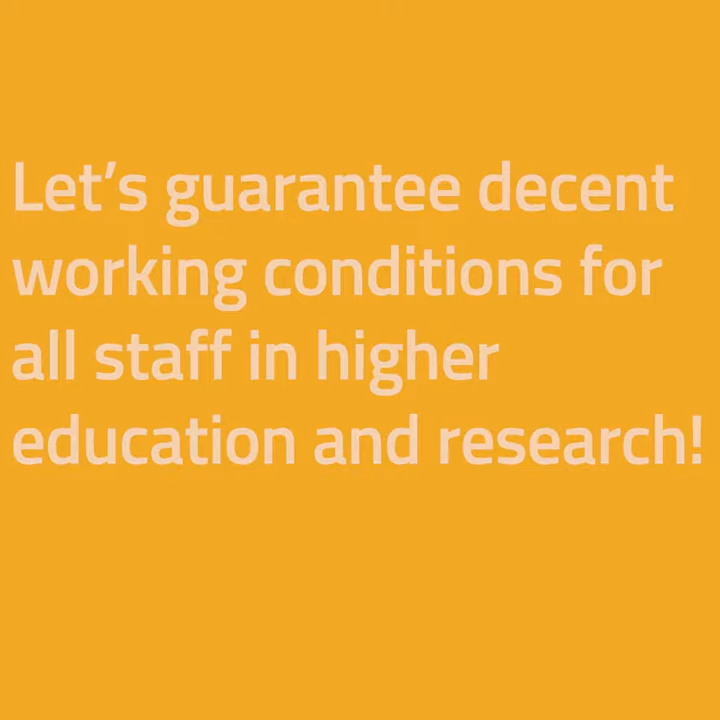 Let’s guarantee decent
working conditions for
all staff in higher
education and research!